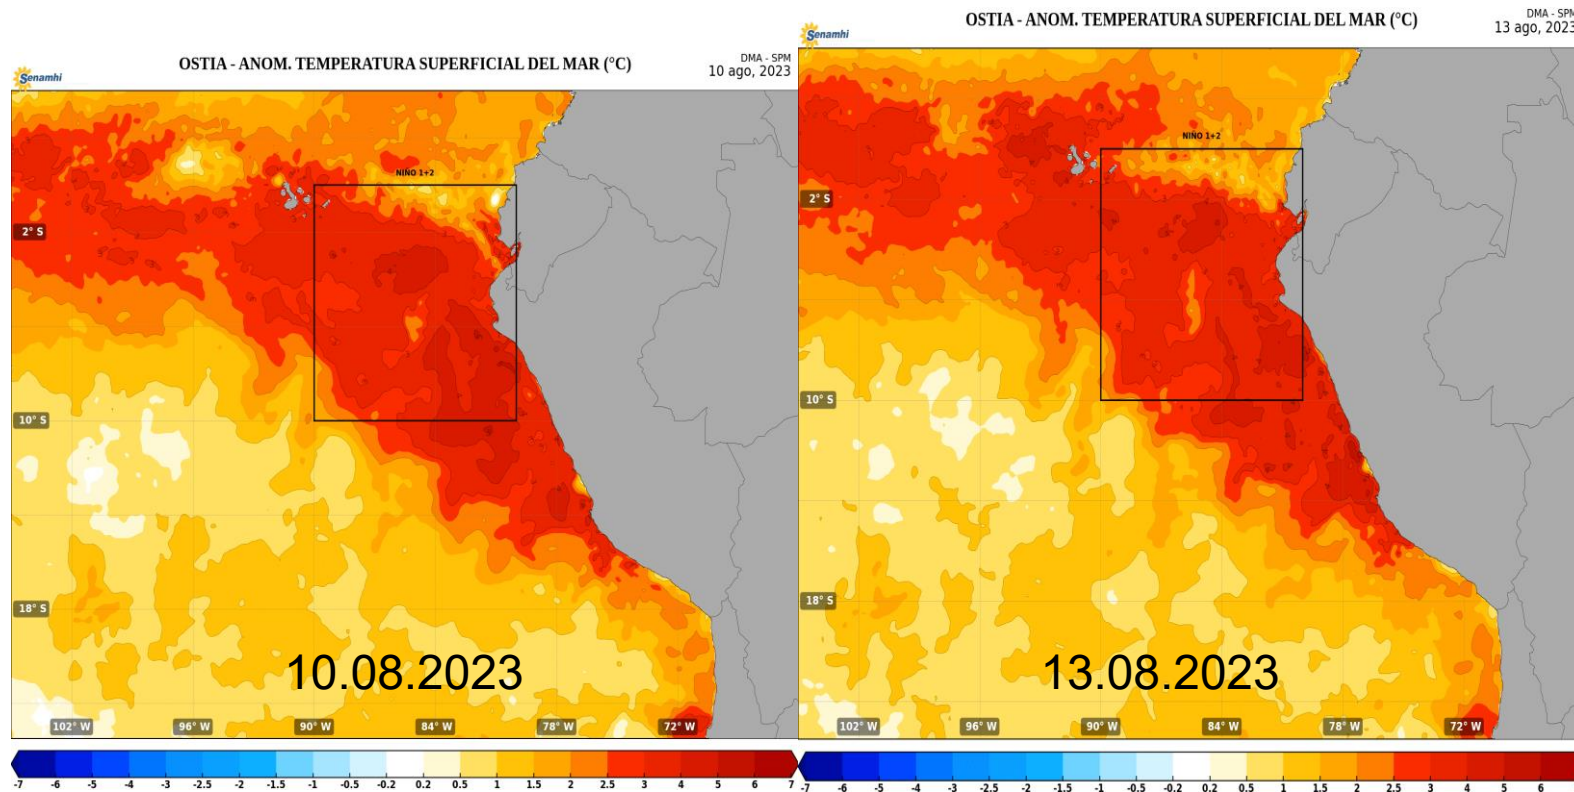 OSTIA - ANOM. TEMPERATURA SUPERFICIAL DEL MAR (°C)
DMA - SPM
10 ago, 2023
Senamhi
NIÑO 1+2
2° S
10° S
18° S
10.08.2023
102° W 96° W 90° W 84° W 78° W 72° W
-7 -6 -5 -4 -3 -2.5 -2 -1.5 -1 -0.5 -0.2 0.2 0.5 1 1.5 2 2.5 3 4 5 6 7
OSTIA - ANOM. TEMPERATURA SUPERFICIAL DEL MAR (°C)
DMA - SPM
13 ago, 2023
Senamhi
NIÑO 1+2
2° S
10° S
18° S
13.08.2023
102° W 96° W 90° W 84° W 78° W 72° W
-7 -6 -5 -4 -3 -2.5 -2 -1.5 -1 -0.5 -0.2 0.2 0.5 1 1.5 2 2.5 3 4 5 6